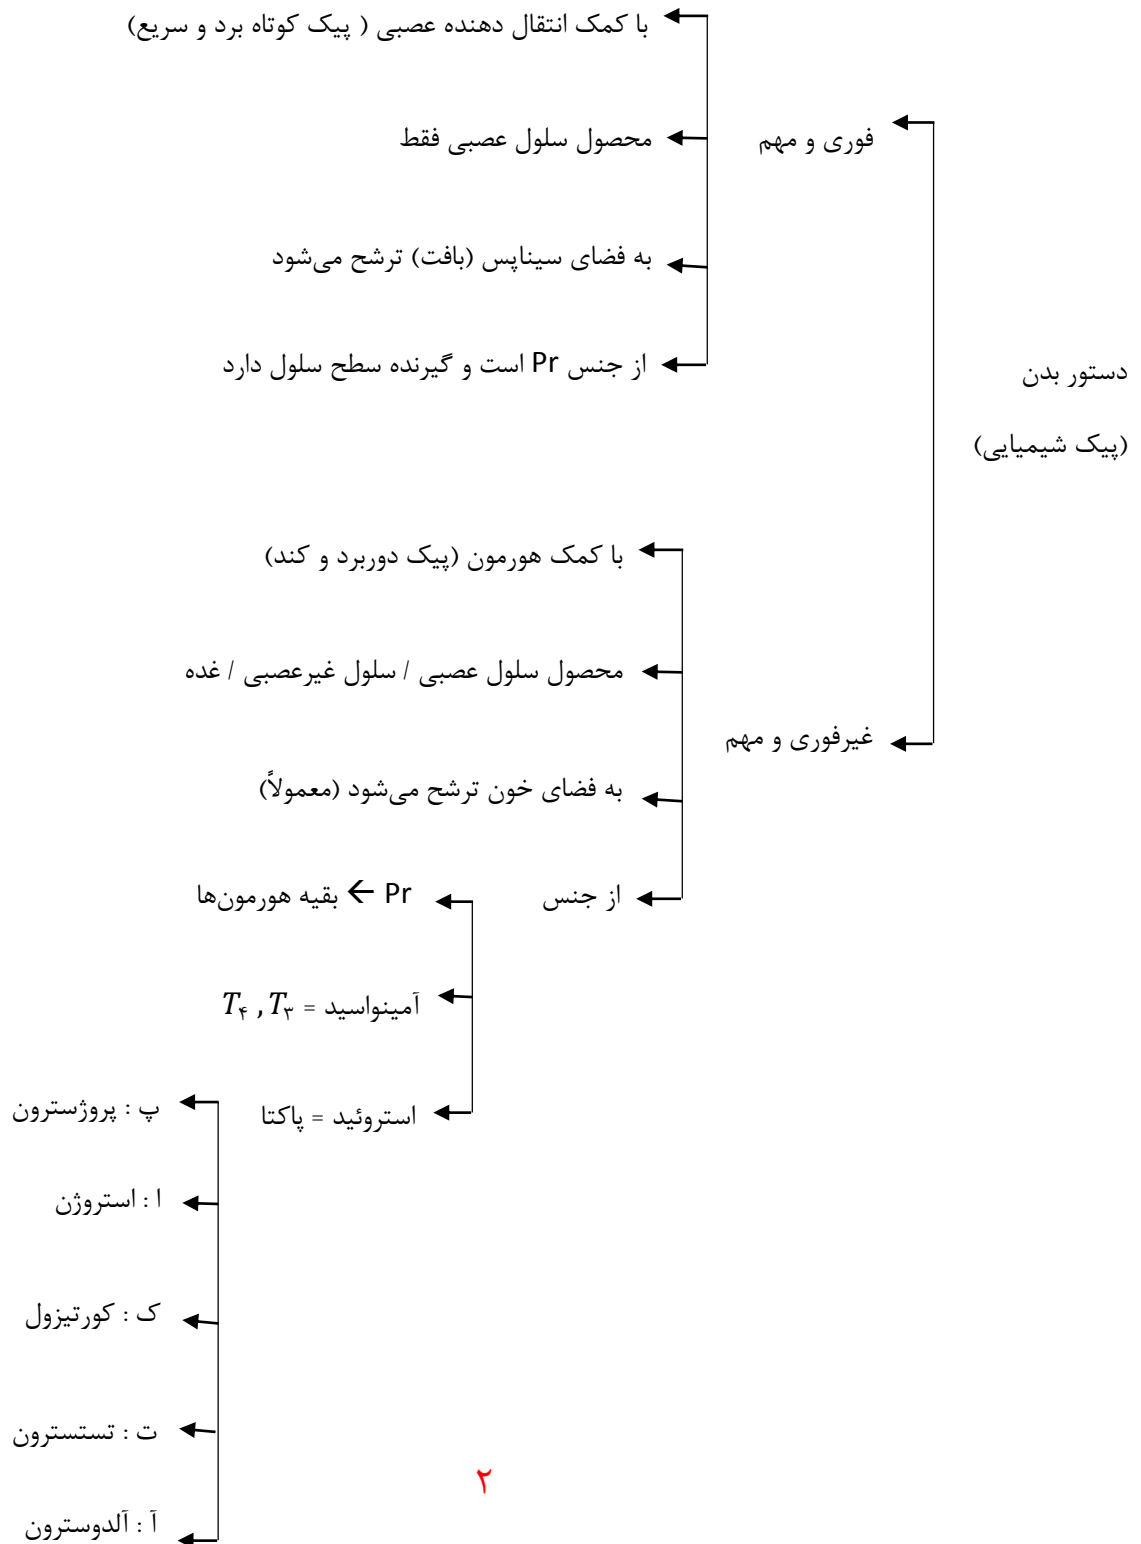 با کمک انتقال دهنده عصبی ( پیک کوتاه برد و سریع)
فوری و مهم
محصول سلول عصبی فقط
به فضای سیناپس (بافت) ترشح می‌شود
از جنس Pr است و گیرنده سطح سلول دارد
دستور بدن
(پیک شیمیایی)
با کمک هورمون (پیک دوربرد و کند)
محصول سلول عصبی / سلول غیرعصبی / غده
غیرفوری و مهم
به فضای خون ترشح می‌شود (معمولاً)
از جنس
Pr ← بقیه هورمون‌ها
آمینواسید = T₃ , T₄
استروئید = پاکتا
پ : پروژسترون
ا : استروژن
ک : کورتیزول
ت : تستسترون
آ : آلدوسترون
۲